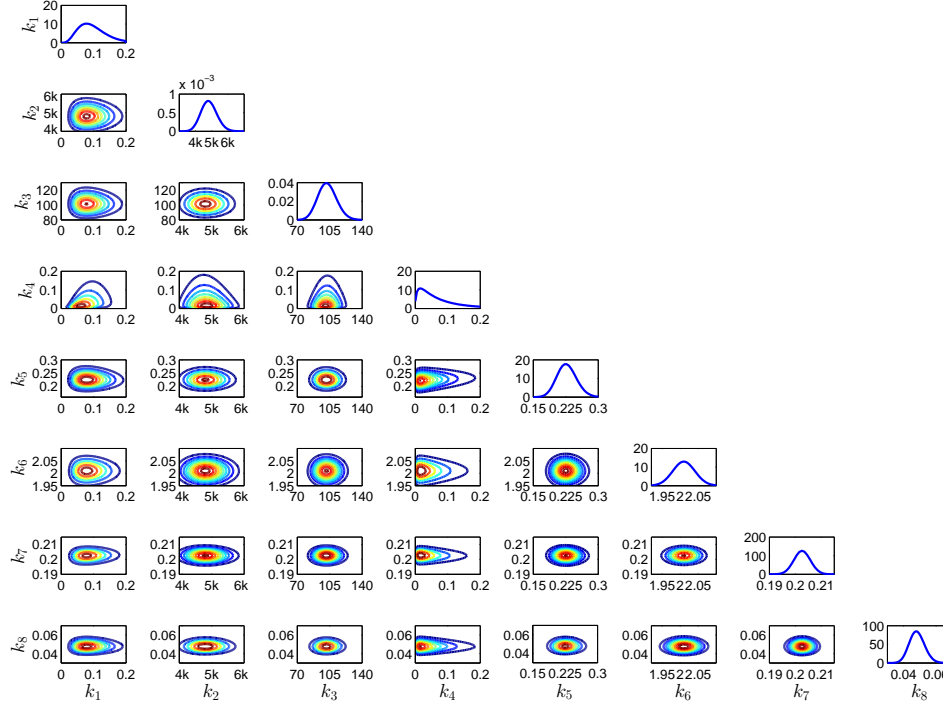 20
k1
10
0
0 0.1 0.2
x 10⁻³
6k 1
k2
5k 0.5
4k 0
0 0.1 0.2 4k 5k 6k
0.04
120 120
k3
100 100 0.02
80 80 0
0 0.1 0.2 4k 5k 6k 70 105 140
0.2 0.2 0.2 20
k4
0.1 0.1 0.1 10
0 0 0 0
0 0.1 0.2 4k 5k 6k 70 105 140 0 0.1 0.2
0.3 0.3 0.3 0.3 20
k5
0.25 0.25 0.25 0.25 10
0.2 0.2 0.2 0.2
0
0 0.1 0.2 4k 5k 6k 70 105 140 0 0.1 0.2 0.15 0.225 0.3
20
2.05 2.05 2.05 2.05 2.05
k6
2 2 2 2 2 10
1.95 1.95 1.95 1.95 1.95 0
0 0.1 0.2 4k 5k 6k 70 105 140 0 0.1 0.2 0.15 0.225 0.3 1.95 2 2.05
0.21 0.21 0.21 0.21 0.21 0.21 200
k7
0.2 0.2 0.2 0.2 0.2 0.2 100
0.19 0.19 0.19 0.19 0.19 0.19 0
0 0.1 0.2 4k 5k 6k 70 105 140 0 0.1 0.2 0.15 0.225 0.3 1.95 2 2.05 0.19 0.2 0.21
100
0.06 0.06 0.06 0.06 0.06 0.06 0.06
k8
50
0.04 0.04 0.04 0.04 0.04 0.04 0.04
0
0 0.1 0.2 4k 5k 6k 70 105 140 0 0.1 0.2 0.15 0.225 0.3 1.95 2 2.05 0.19 0.2 0.21 0.04
k1 k2 k3 k4 k5 k6 k7 k8